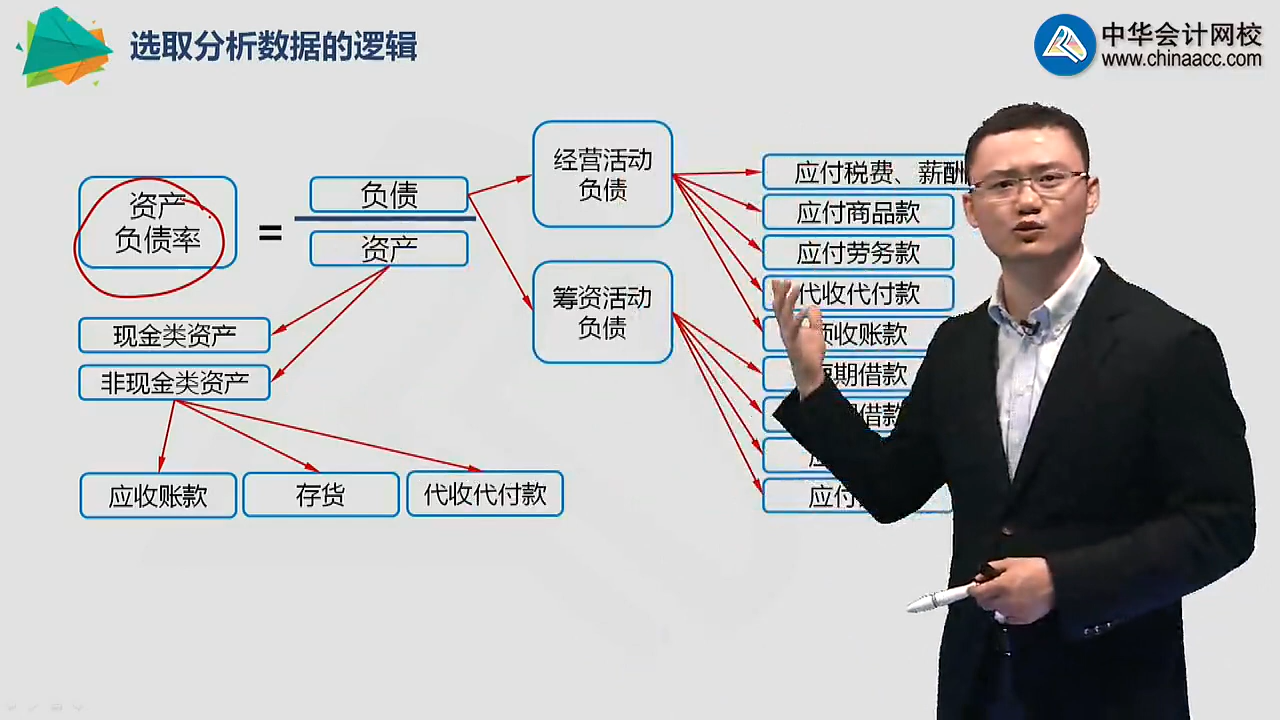 选取分析数据的逻辑
中华会计网校
www.chinaacc.com
资产
负债率
=
负债
资产
经营活动
负债
筹资活动
负债
应付税费、薪酬
应付商品款
应付劳务款
代收代付款
收账款
期借款
借款
应付
现金类资产
非现金类资产
应收账款
存货
代收代付款